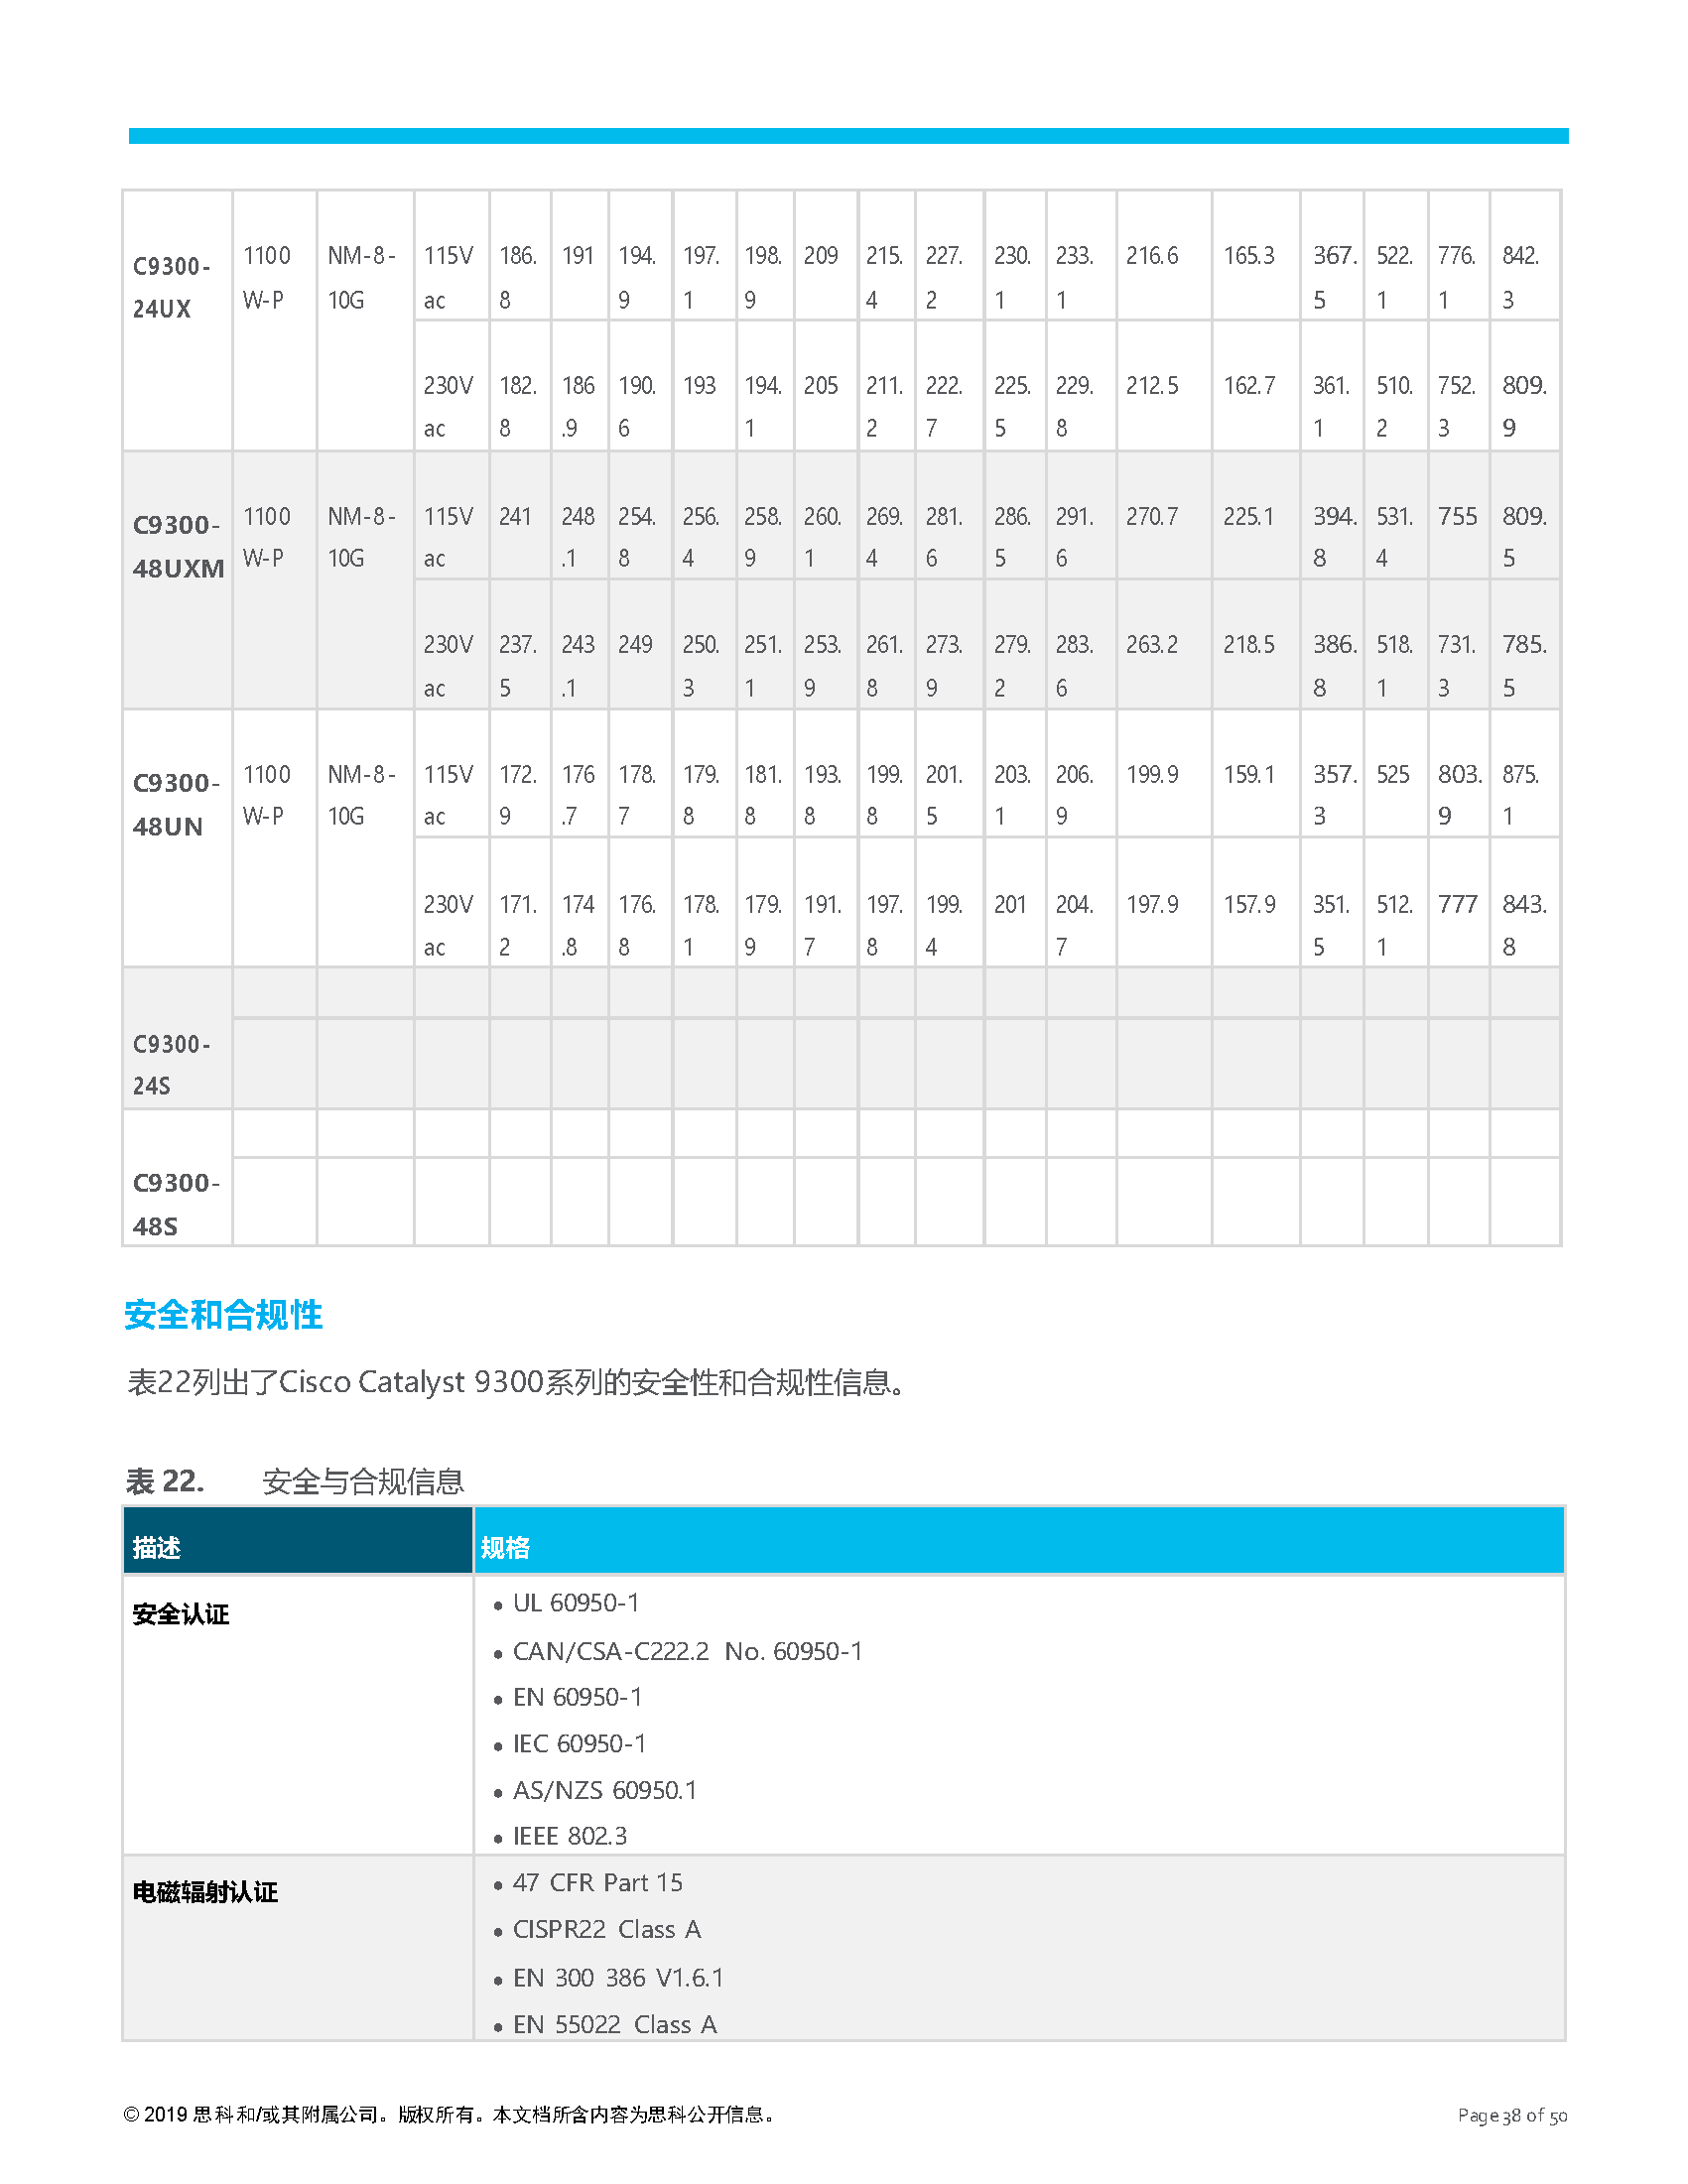 C9300- 1100 NM-8- 115V 186. 191 194. 197. 198. 209 215. 227. 230. 233. 216.6 165.3 367. 522. 776. 842.
24UX W-P 10G ac 8 9 1 9 4 2 1 1 5 1 1 3
230V 182. 186 190. 193 194. 205 211. 222. 225. 229. 212.5 162.7 361. 510. 752. 809.
ac 8 .9 6 1 2 7 5 8 1 2 3 9
C9300- 1100 NM-8- 115V 241 248 254. 256. 258. 260. 269. 281. 286. 291. 270.7 225.1 394. 531. 755 809.
48UXM W-P 10G ac .1 8 4 9 1 4 6 5 6 8 4 5
230V 237. 243 249 250. 251. 253. 261. 273. 279. 283. 263.2 218.5 386. 518. 731. 785.
ac 5 .1 3 1 9 8 9 2 6 8 1 3 5
C9300- 1100 NM-8- 115V 172. 176 178. 179. 181. 193. 199. 201. 203. 206. 199.9 159.1 357. 525 803. 875.
48UN W-P 10G ac 9 .7 7 8 8 8 8 5 1 9 3 9 1
230V 171. 174 176. 178. 179. 191. 197. 199. 201 204. 197.9 157.9 351. 512. 777 843.
ac 2 .8 8 1 9 7 8 4 7 5 1 8
C9300-
24S
C9300-
48S
安全和合规性
表22列出了Cisco Catalyst 9300系列的安全性和合规性信息。
表 22. 安全与合规信息
描述 规格
安全认证 ● UL 60950-1
● CAN/CSA-C222.2 No. 60950-1
● EN 60950-1
● IEC 60950-1
● AS/NZS 60950.1
● IEEE 802.3
电磁辐射认证 ● 47 CFR Part 15
● CISPR22 Class A
● EN 300 386 V1.6.1
● EN 55022 Class A
© 2019 思科和/或其附属公司。版权所有。本文档所含内容为思科公开信息。 Page 38 of 50